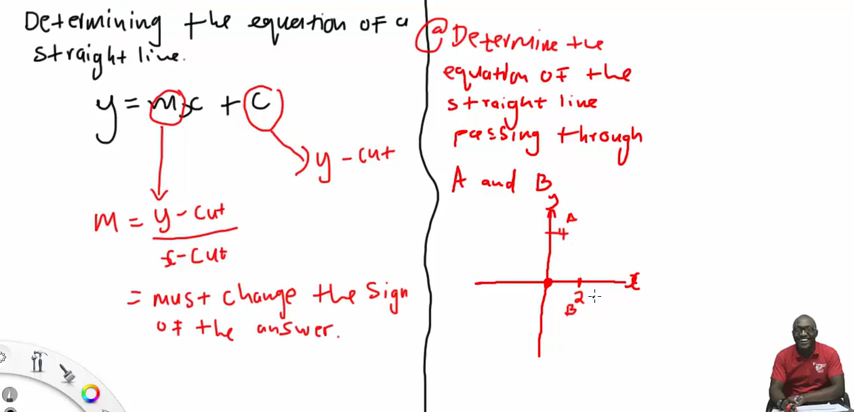 Determining the equation of a
straight line.
y = mx + c
y - cut
m = y - cut
x - cut
= must change the sign
of the answer.
(a) Determine the
equation of the
straight line
passing through
A and B
y
A
4
x
2
B